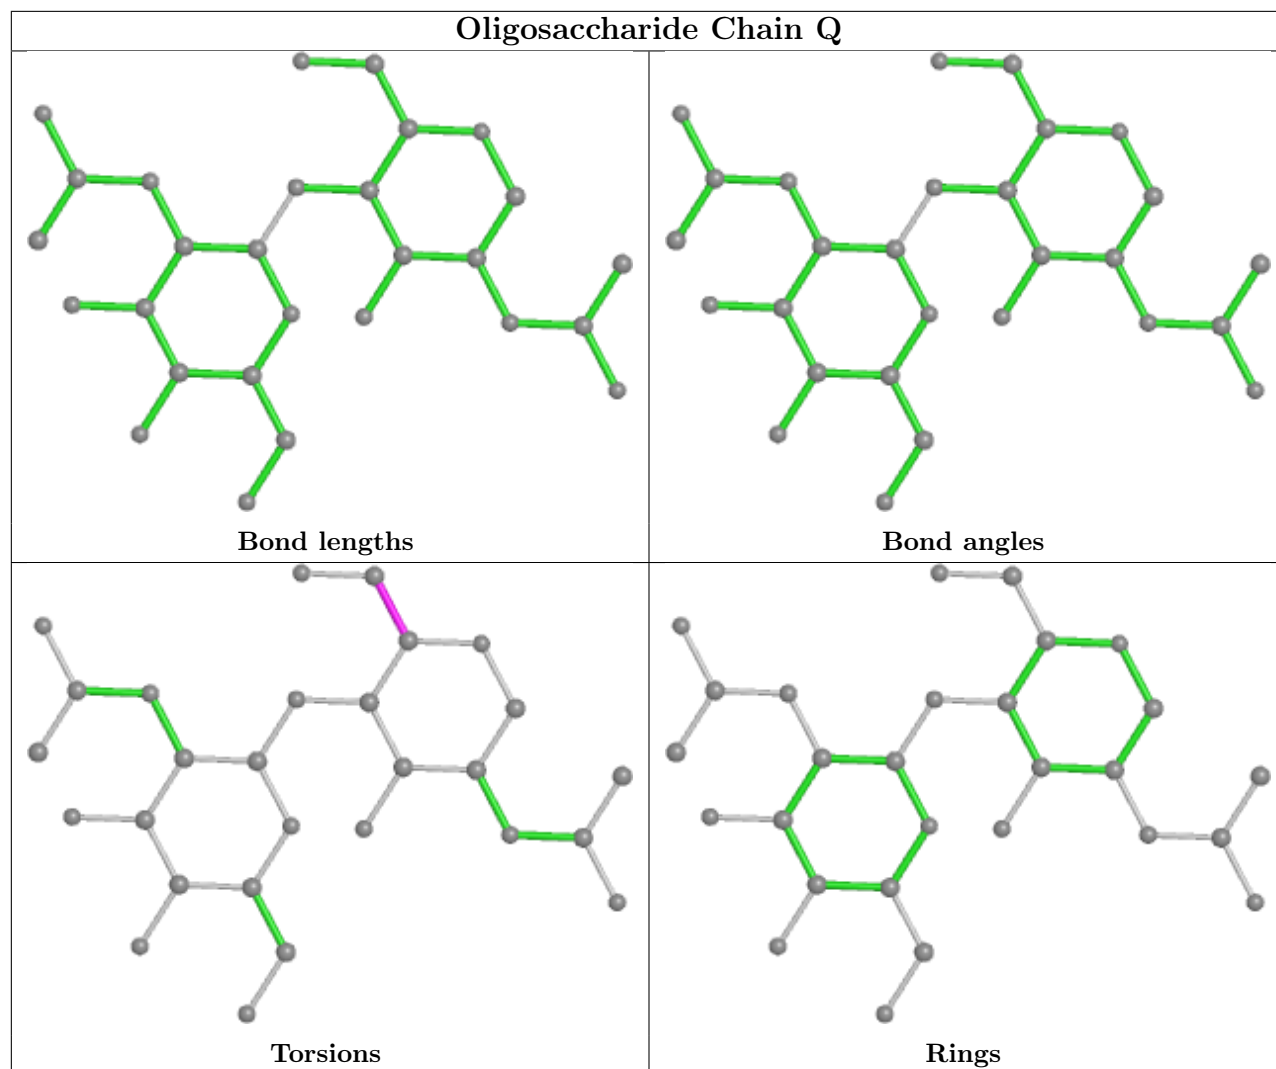 Oligosaccharide Chain Q
Bond lengths
Bond angles
Torsions
Rings